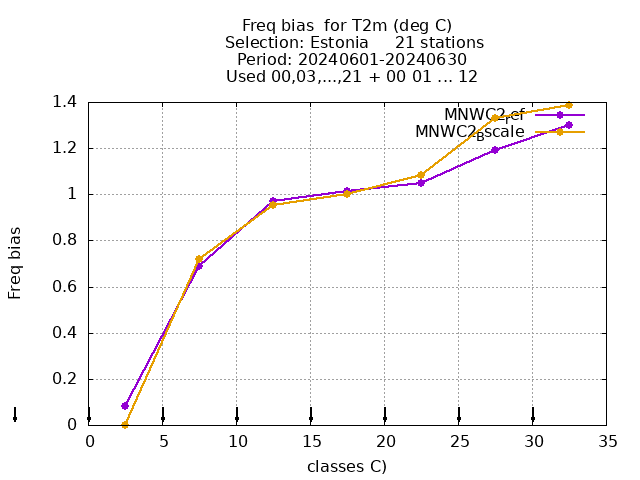 Freq bias  for T2m (deg C)
Selection: Estonia     21 stations
Period: 20240601-20240630
Used 00,03,...,21 + 00 01 ... 12
MNWC2_ref
MNWC2_Bscale
1.4
1.2
1
0.8
0.6
0.4
0.2
0
Freq bias
0 5 10 15 20 25 30 35
classes C)